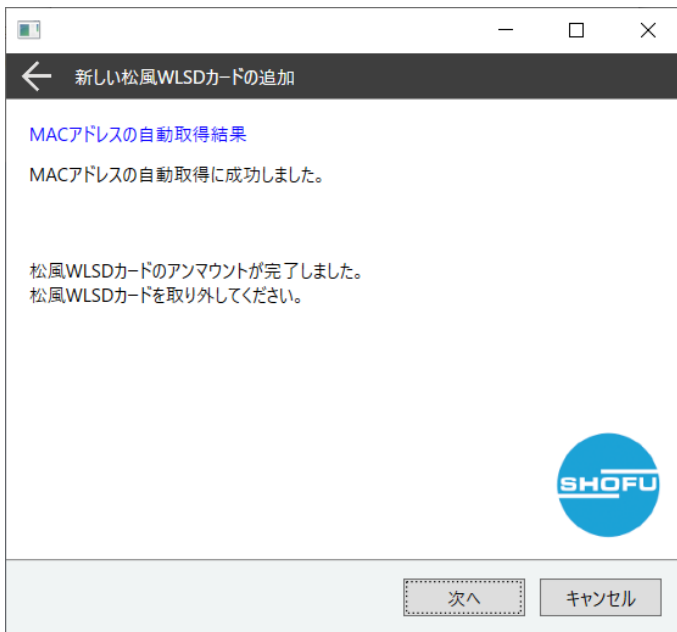 新しい松風WLSDカードの追加
MACアドレスの自動取得結果
MACアドレスの自動取得に成功しました。
松風WLSDカードのアンマウントが完了しました。
松風WLSDカードを取り外してください。
SHOFU
次へ
キャンセル